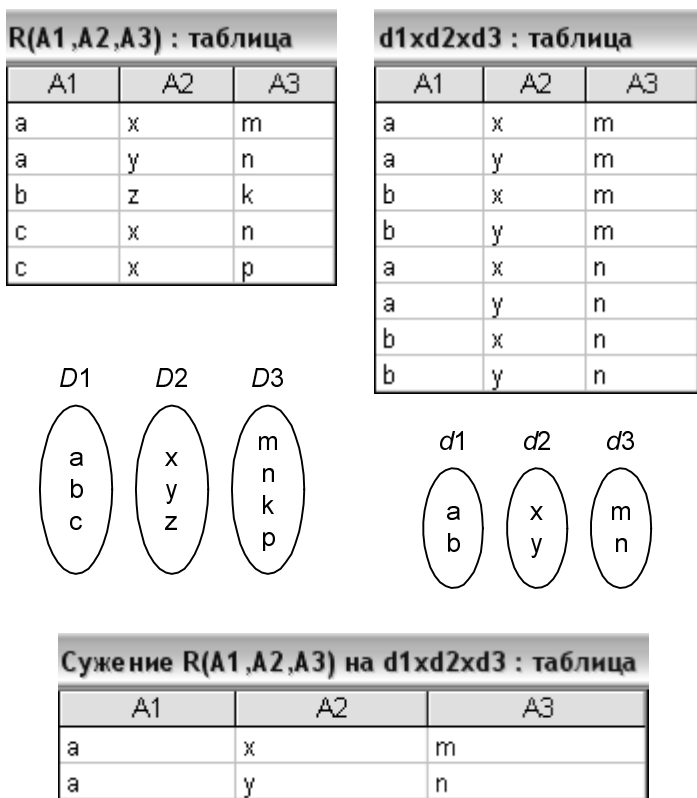 R(A1,A2,A3) : таблица
A1 A2 A3
a x m
a y n
b z k
c x n
c x p
d1xd2xd3 : таблица
A1 A2 A3
a x m
a y m
b x m
b y m
a x n
a y n
b x n
b y n
D1 D2 D3
a x m
b y n
c z k
p
d1 d2 d3
a x m
b y n
Сужение R(A1,A2,A3) на d1xd2xd3 : таблица
A1 A2 A3
a x m
a y n